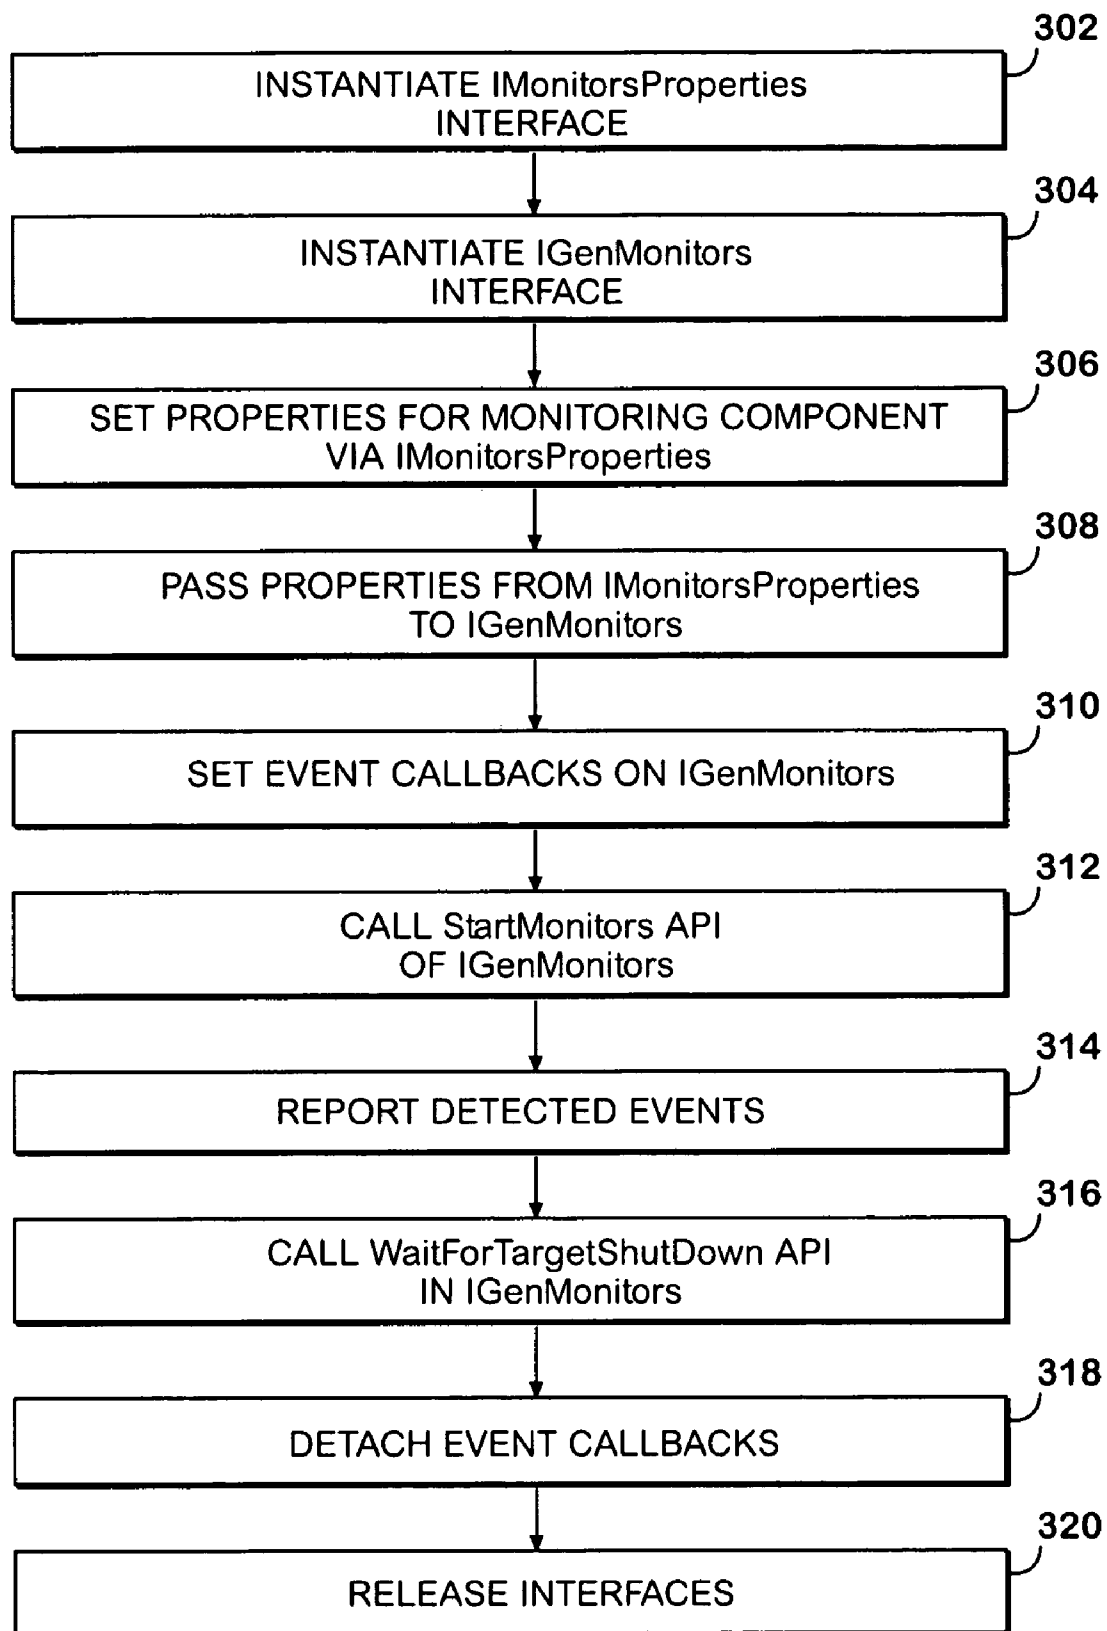 302
INSTANTIATE IMonitorsProperties
INTERFACE
304
INSTANTIATE IGenMonitors
INTERFACE
306
SET PROPERTIES FOR MONITORING COMPONENT
VIA IMonitorsProperties
308
PASS PROPERTIES FROM IMonitorsProperties
TO IGenMonitors
310
SET EVENT CALLBACKS ON IGenMonitors
312
CALL StartMonitors API
OF IGenMonitors
314
REPORT DETECTED EVENTS
316
CALL WaitForTargetShutDown API
IN IGenMonitors
318
DETACH EVENT CALLBACKS
320
RELEASE INTERFACES